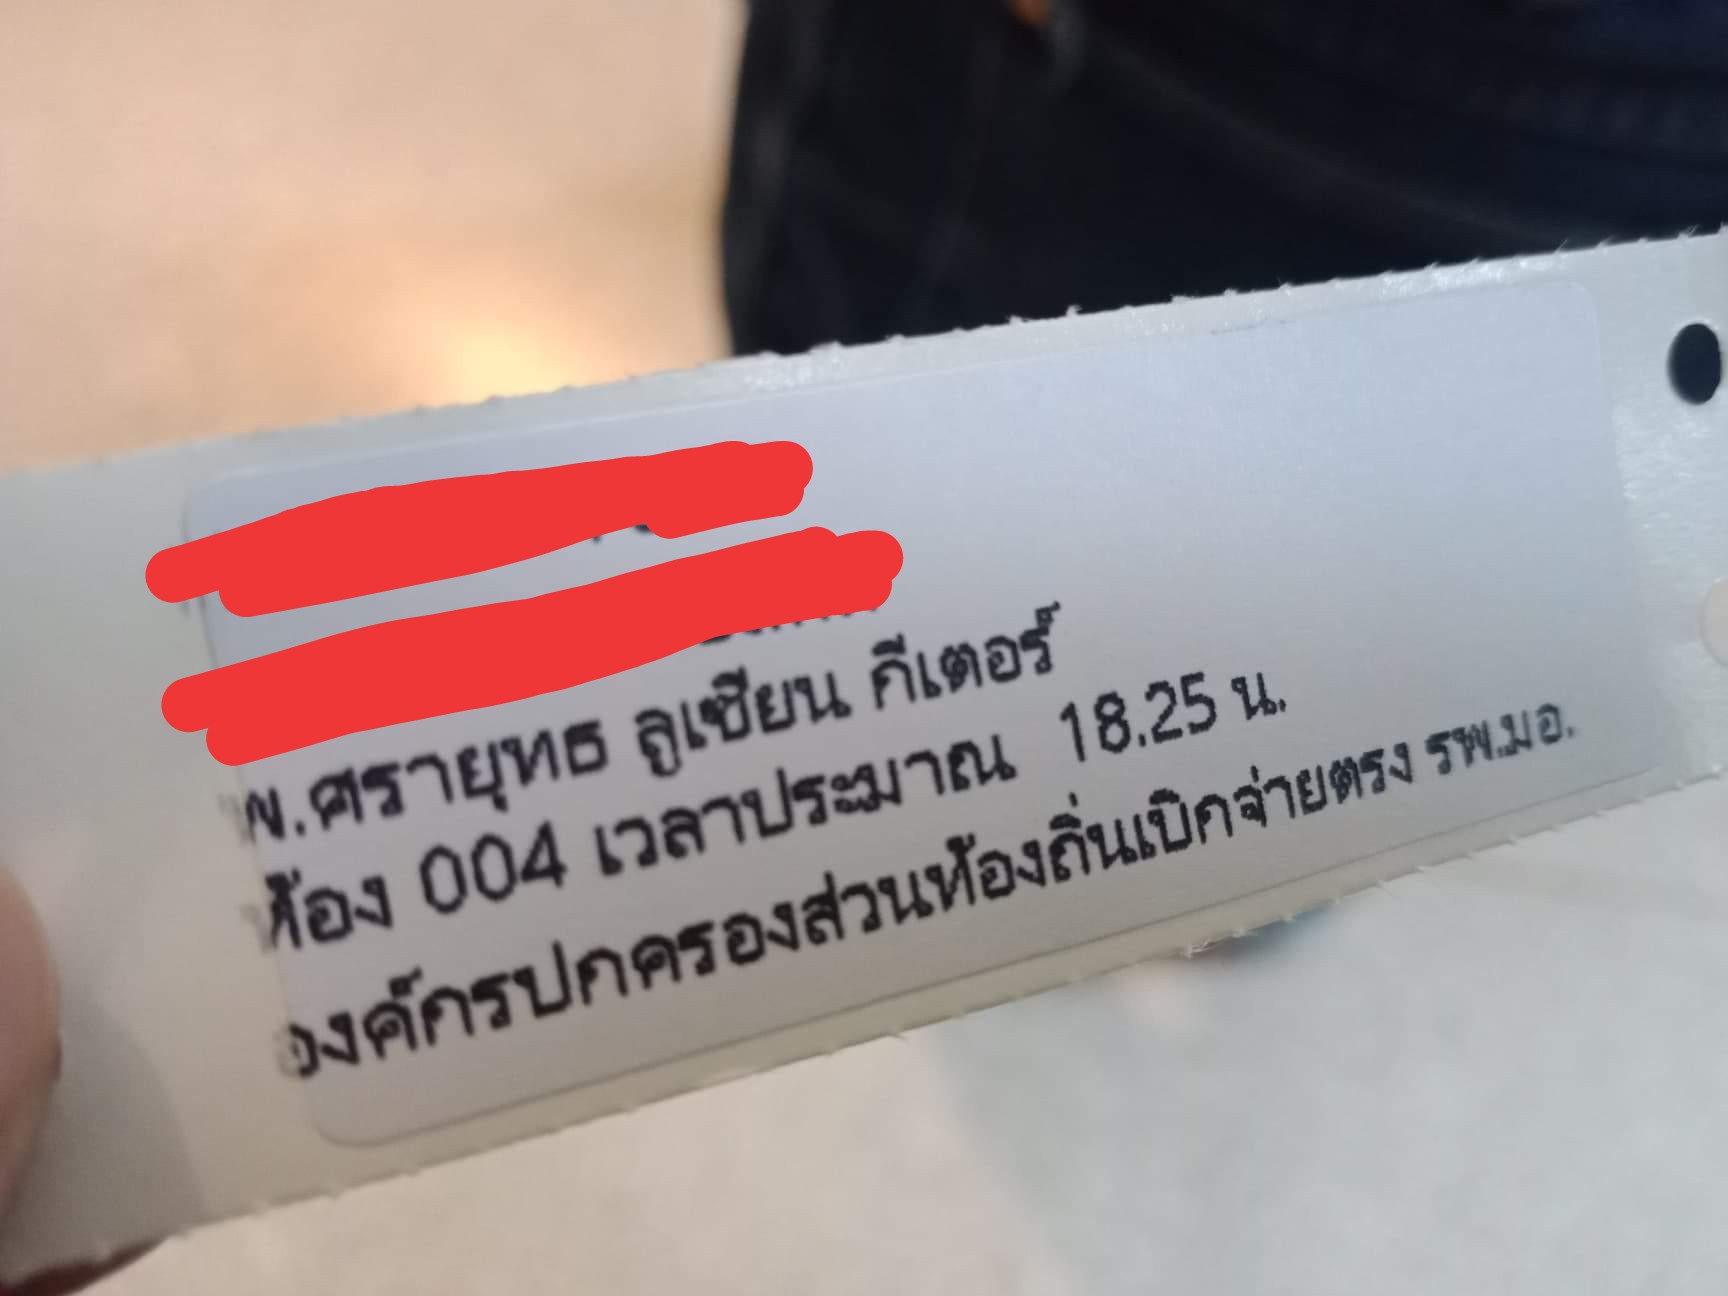 พ.ศรายุทธ ลูเซียน กีเตอร์
ห้อง 004 เวลาประมาณ 18.25 น.
องค์กรปกครองส่วนท้องถิ่นเบิกจ่ายตรง รพ.มอ.